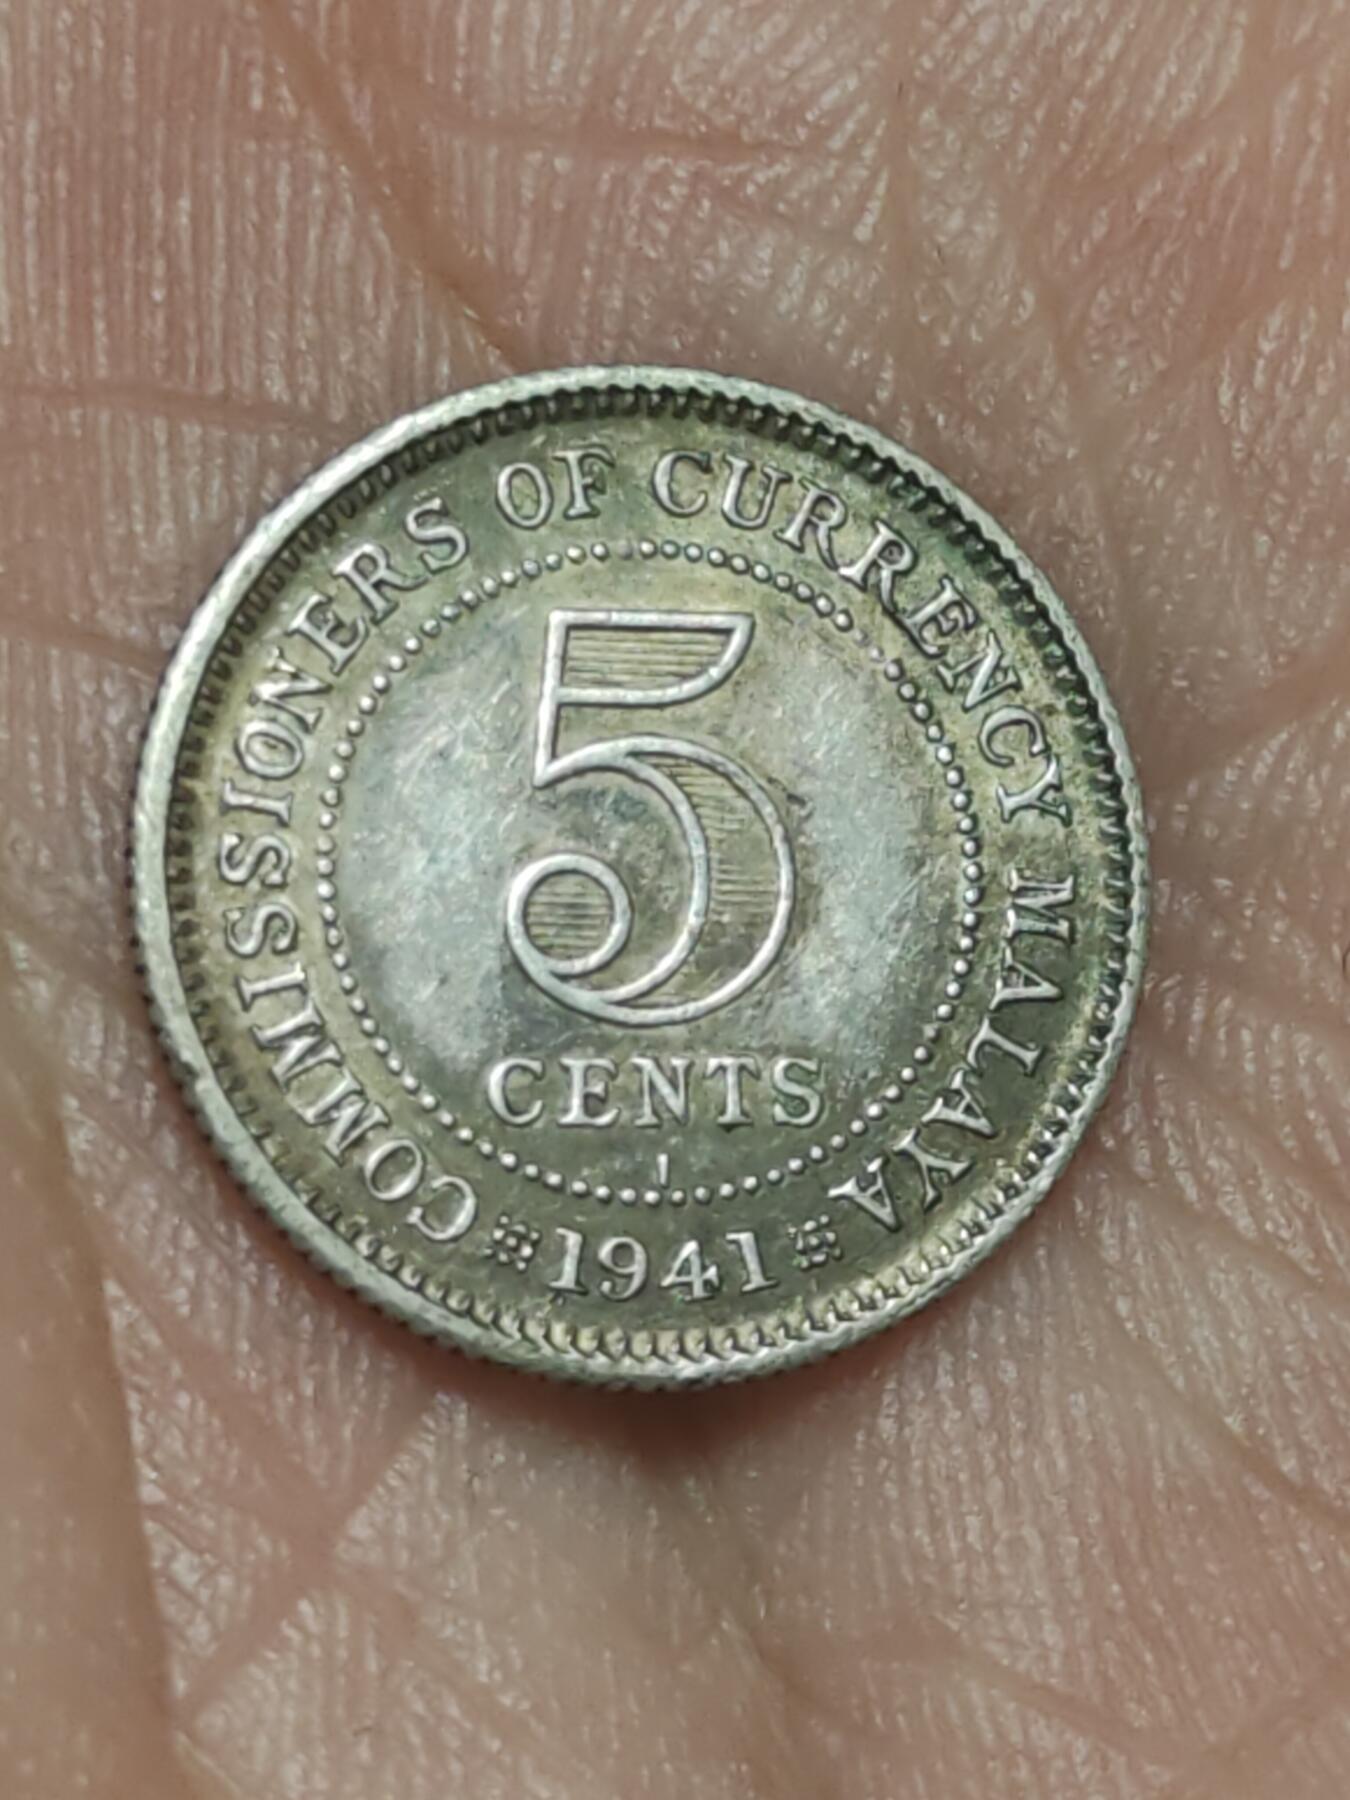 COMMISSIONERS OF CURRENCY MALAYA
5
CENTS
I
1941